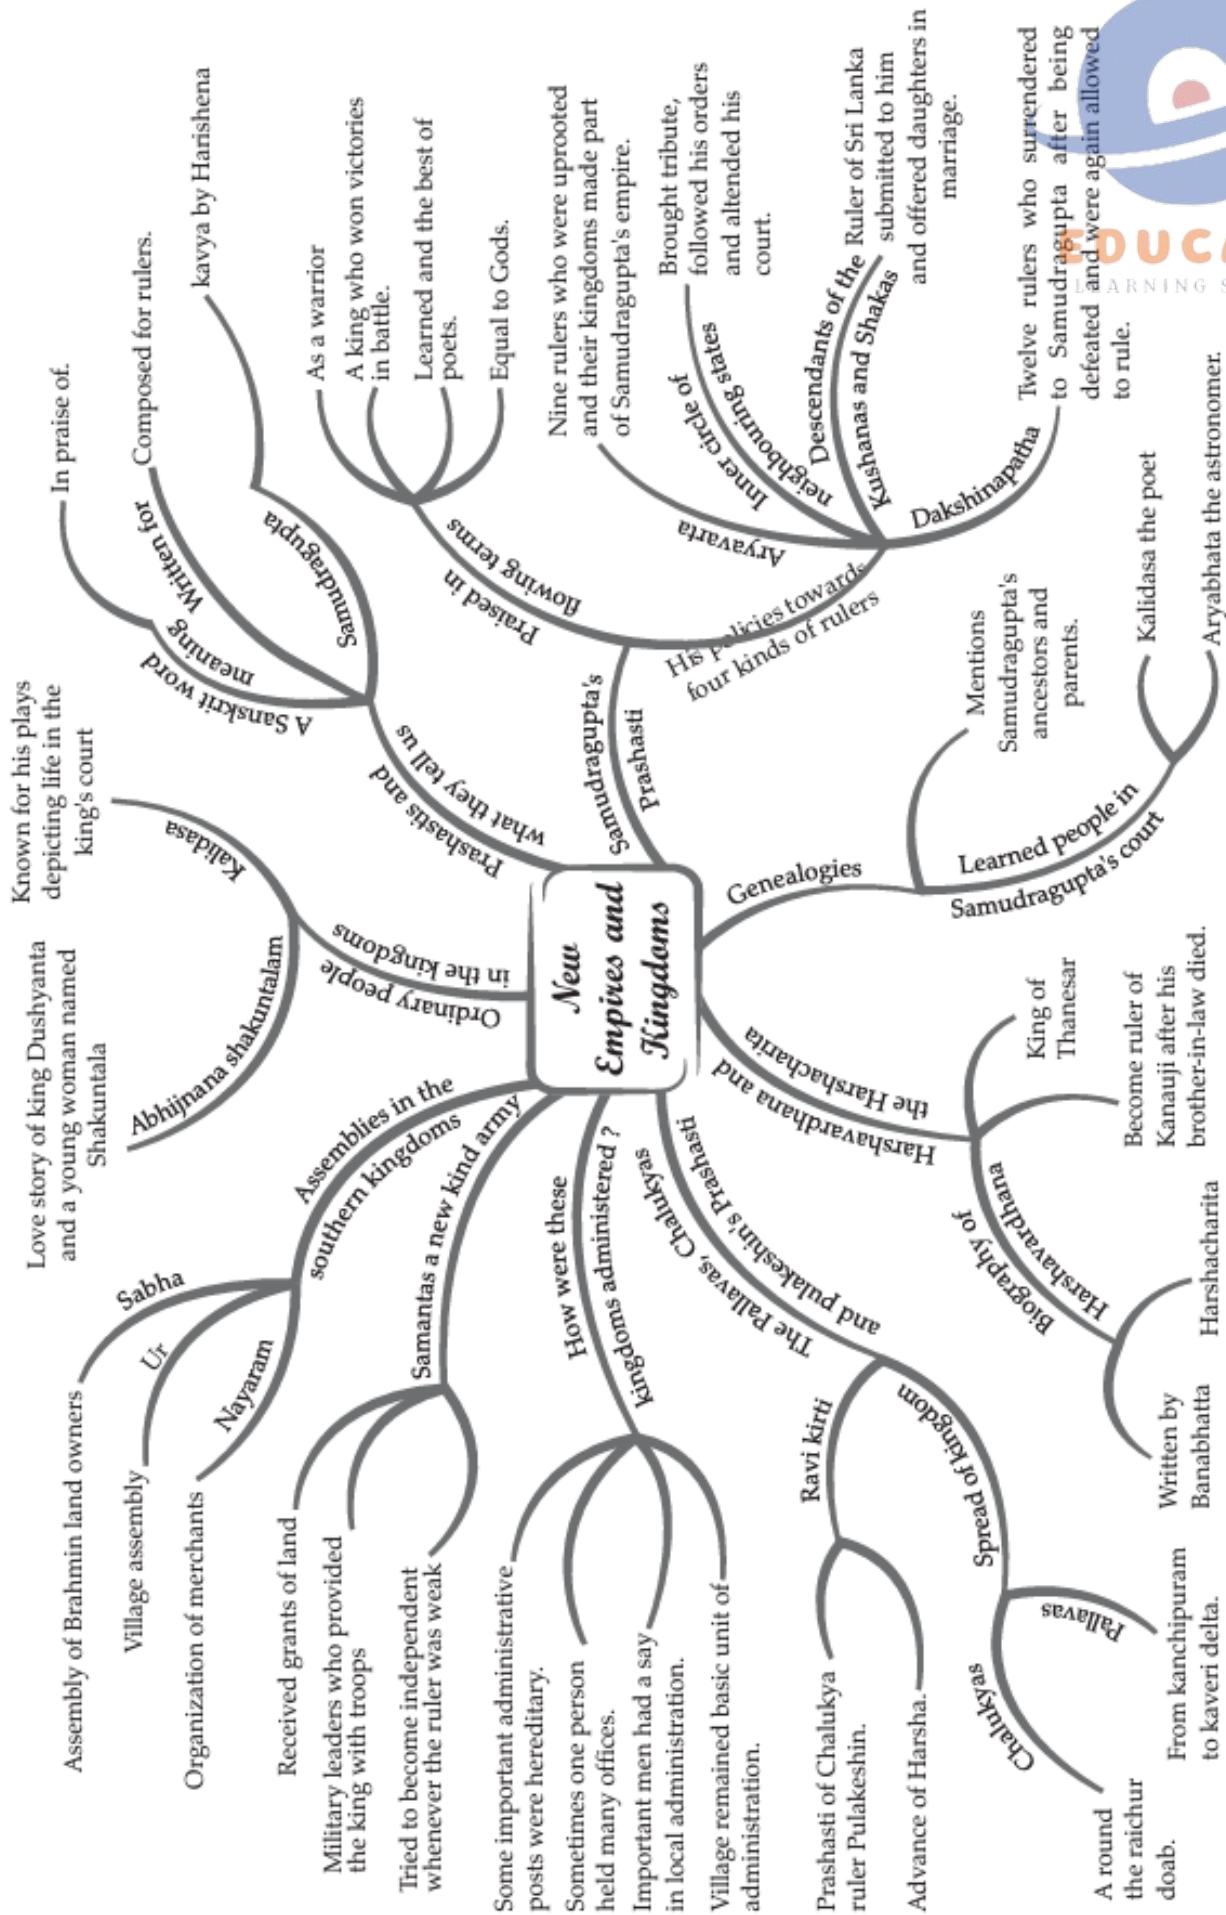 New
Empires and
Kingdoms
Prashastis and
what they tell us
A Sanskrit word
meaning
In praise of.
Written for
Composed for rulers.
Samudragupta
kavya by Harishena
Samudragupta's
Prashasti
Praised in
flowing terms
As a warrior
A king who won victories
in battle.
Learned and the best of
poets.
Equal to Gods.
His policies towards
four kinds of rulers
Aryavarta
Nine rulers who were uprooted
and their kingdoms made part
of Samudragupta's empire.
Inner circle of
neighbouring states
Brought tribute,
followed his orders
and altended his
court.
Descendants of the
Kushanas and Shakas
Ruler of Sri Lanka
submitted to him
and offered daughters in
marriage.
Dakshinapatha
Twelve rulers who surrendered
to Samudragupta after being
defeated and were again allowed
to rule.
Genealogies
Mentions
Samudragupta's
ancestors and
parents.
Learned people in
Samudragupta's court
Kalidasa the poet
Aryabhata the astronomer.
Harshavardhana and
the Harshacharita
King of
Thanesar
Become ruler of
Kanauji after his
brother-in-law died.
Biography of
Harshavardhana
Harshacharita
Written by
Banabhatta
The Pallavas, Chalukyas
and pulakeshin's Prashasti
Ravi kirti
Prashasti of Chalukya
ruler Pulakeshin.
Advance of Harsha.
Spread of kingdom
Pallavas
From kanchipuram
to kaveri delta.
Chalukyas
A round
the raichur
doab.
How were these
kingdoms administered ?
Some important administrative
posts were hereditary.
Sometimes one person
held many offices.
Important men had a say
in local administration.
Village remained basic unit of
administration.
Samantas a new kind army
Received grants of land
Military leaders who provided
the king with troops
Tried to become independent
whenever the ruler was weak
Assemblies in the
southern kingdoms
Sabha
Assembly of Brahmin land owners
Ur
Village assembly
Nayaram
Organization of merchants
Ordinary people
in the kingdoms
Abhijnana shakuntalam
Love story of king Dushyanta
and a young woman named
Shakuntala
Kalidasa
Known for his plays
depicting life in the
king's court